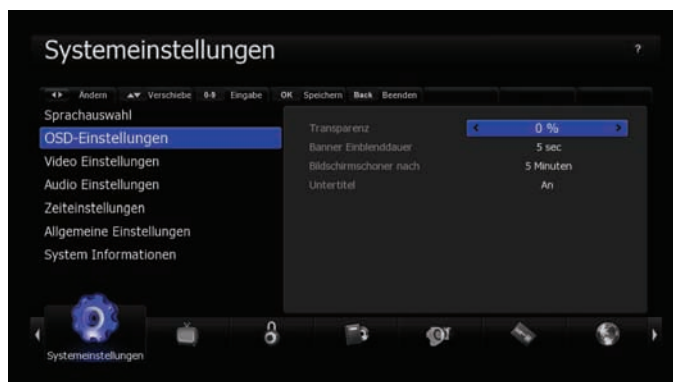 Systemeinstellungen
?
Ändern Verschiebe 0-9 Eingabe OK Speichern Back Beenden
Sprachauswahl
OSD-Einstellungen
Video Einstellungen
Audio Einstellungen
Zeiteinstellungen
Allgemeine Einstellungen
System Informationen
Transparenz 0 %
Banner Einblenddauer 5 sec
Bildschirmschoner nach 5 Minuten
Untertitel An
Systemeinstellungen